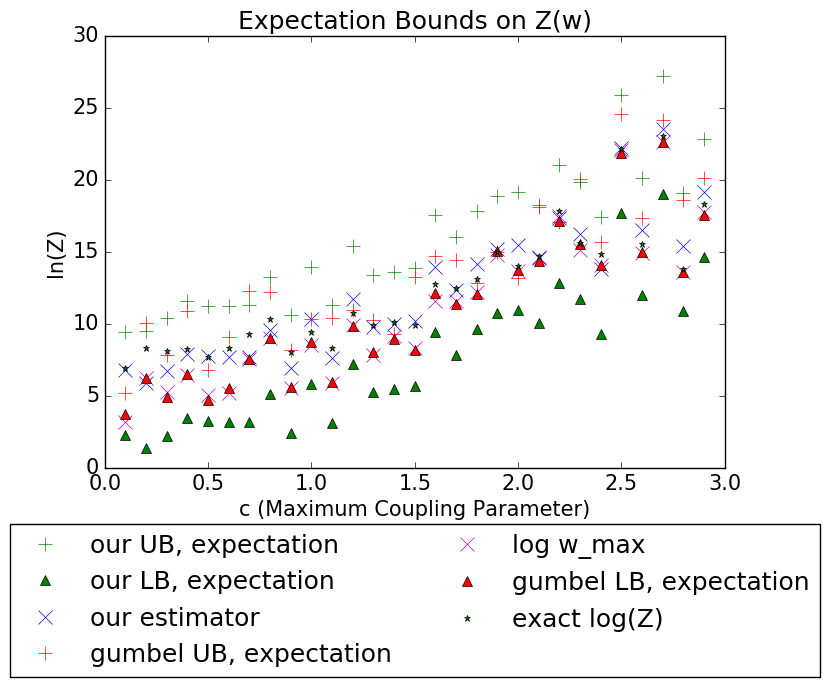 Expectation Bounds on Z(w)
30
25
20
15
10
5
0
ln(Z)
0.0 0.5 1.0 1.5 2.0 2.5 3.0
c (Maximum Coupling Parameter)
our UB, expectation
our LB, expectation
our estimator
gumbel UB, expectation
log w_max
gumbel LB, expectation
exact log(Z)